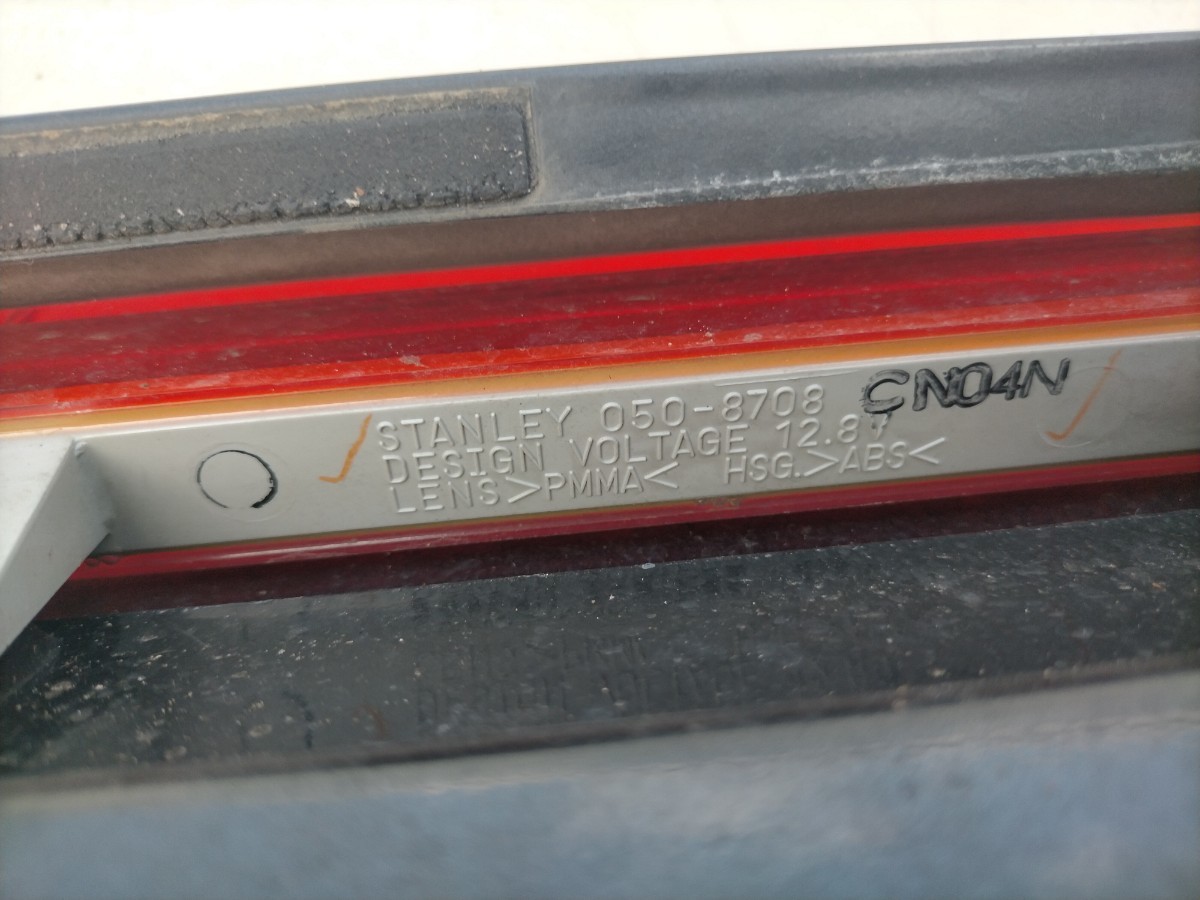 STANLEY 050-8708
DESIGN VOLTAGE 12.8V
LENS>PMMA< HSG.>ABS<
CN04N